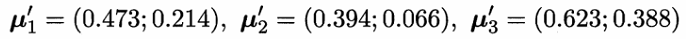 μ′₁ = (0.473; 0.214), μ′₂ = (0.394; 0.066), μ′₃ = (0.623; 0.388)